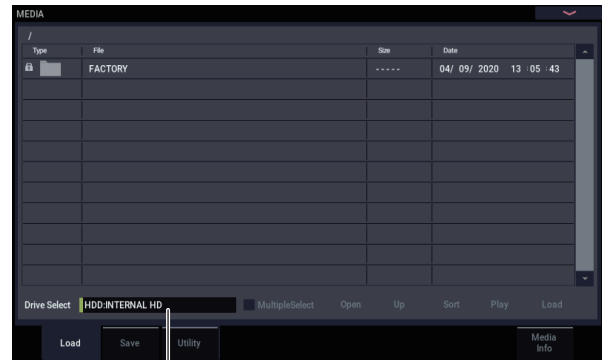 MEDIA
/
Type File Size Date
FACTORY ----- 04/ 09/ 2020 13 :05 :43
Drive Select HDD:INTERNAL HD MultipleSelect Open Up Sort Play Load
Load Save Utility Media
Info